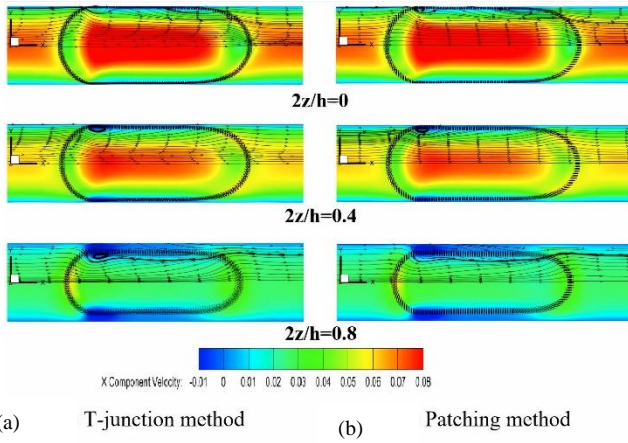 (a)
(b)
X
X
2z/h=0
X
X
2z/h=0.4
Y
Y
X
X
2z/h=0.8
X Component Velocity: -0.01 0 0.01 0.02 0.03 0.04 0.05 0.06 0.07 0.08
(a) T-junction method (b) Patching method